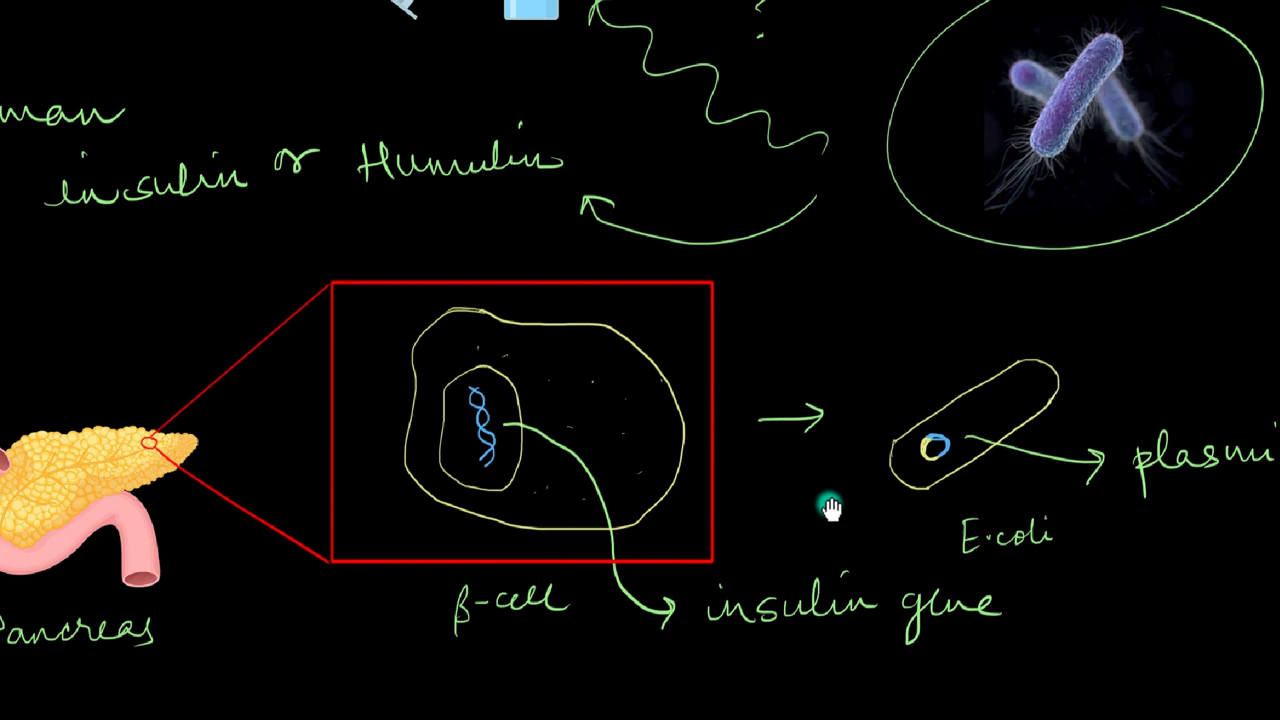 ?
man
insulin or Humulin
plasmi
E.coli
β-cell
insulin gene
Pancreas